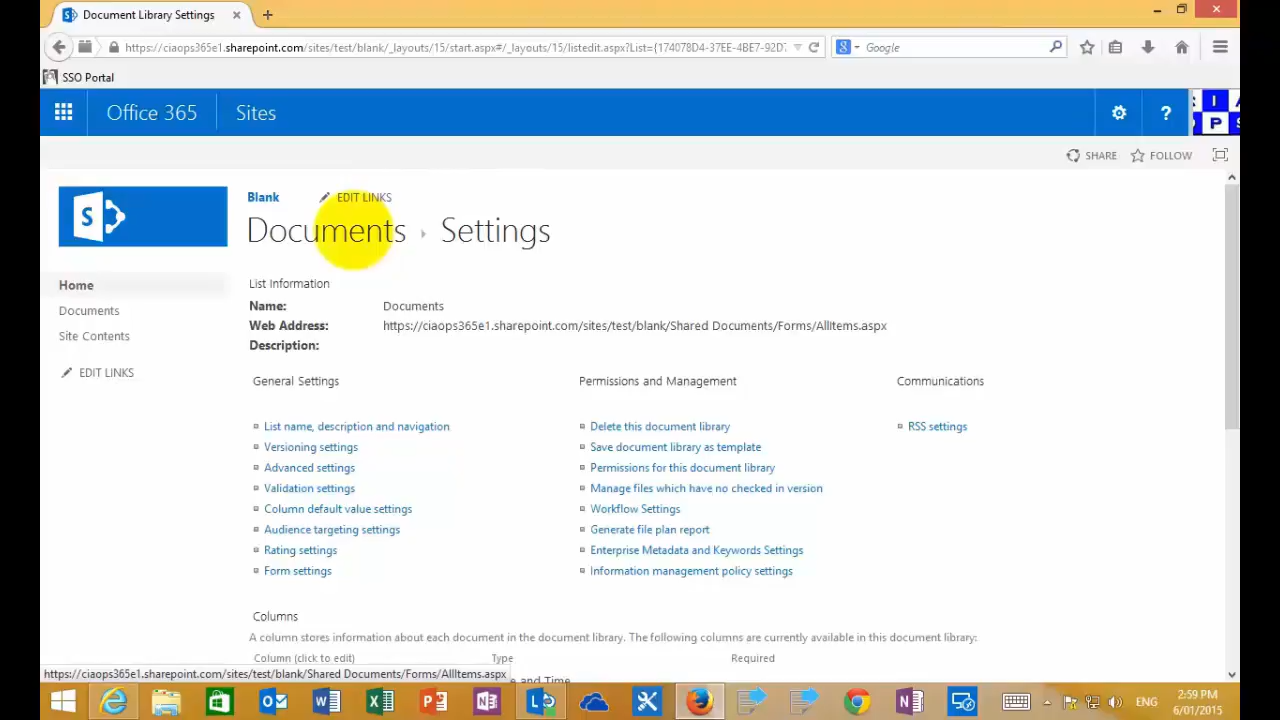 Document Library Settings
https://ciaops365e1.sharepoint.com/sites/test/blank/_layouts/15/start.aspx#/_layouts/15/listedit.aspx?List={174078D4-37EE-4BE7-92D7
Google
SSO Portal
Office 365
Sites
?
I A
P S
SHARE
FOLLOW
S
Blank
EDIT LINKS
Documents
Settings
Home
Documents
Site Contents
EDIT LINKS
List Information
Name: Documents
Web Address: https://ciaops365e1.sharepoint.com/sites/test/blank/Shared Documents/Forms/AllItems.aspx
Description:
General Settings
List name, description and navigation
Versioning settings
Advanced settings
Validation settings
Column default value settings
Audience targeting settings
Rating settings
Form settings
Permissions and Management
Delete this document library
Save document library as template
Permissions for this document library
Manage files which have no checked in version
Workflow Settings
Generate file plan report
Enterprise Metadata and Keywords Settings
Information management policy settings
Communications
RSS settings
Columns
A column stores information about each document in the document library. The following columns are currently available in this document library:
Column (click to edit) Type Required
and Time
https://ciaops365e1.sharepoint.com/sites/test/blank/Shared Documents/Forms/AllItems.aspx
ENG
2:59 PM
6/01/2015